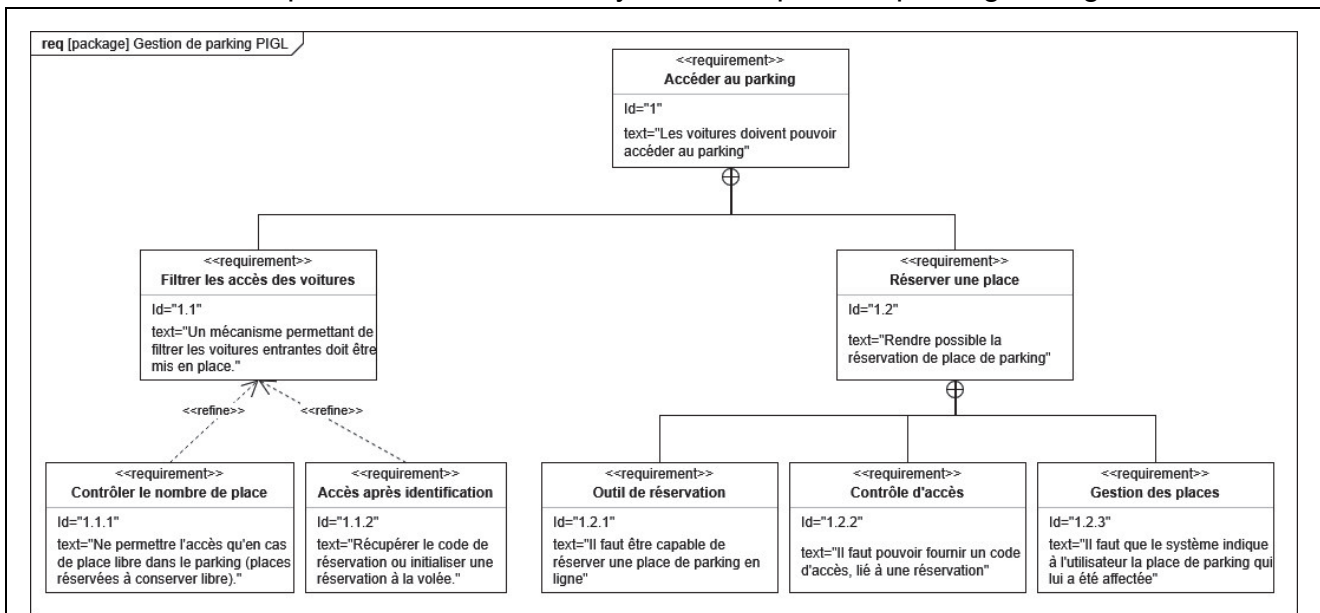 req [package] Gestion de parking PIGL
<<requirement>>
Accéder au parking
Id="1"
text="Les voitures doivent pouvoir
accéder au parking"
<<requirement>>
Filtrer les accès des voitures
Id="1.1"
text="Un mécanisme permettant de
filtrer les voitures entrantes doit être
mis en place."
<<requirement>>
Réserver une place
Id="1.2"
text="Rendre possible la
réservation de place de parking"
<<refine>>
<<refine>>
<<requirement>>
Contrôler le nombre de place
Id="1.1.1"
text="Ne permettre l'accès qu'en cas
de place libre dans le parking (places
réservées à conserver libre)."
<<requirement>>
Accès après identification
Id="1.1.2"
text="Récupérer le code de
réservation ou initialiser une
réservation à la volée."
<<requirement>>
Outil de réservation
Id="1.2.1"
text="Il faut être capable de
réserver une place de parking en
ligne"
<<requirement>>
Contrôle d'accès
Id="1.2.2"
text="Il faut pouvoir fournir un code
d'accès, lié à une réservation"
<<requirement>>
Gestion des places
Id="1.2.3"
text="Il faut que le système indique
à l'utilisateur la place de parking qui
lui a été affectée"